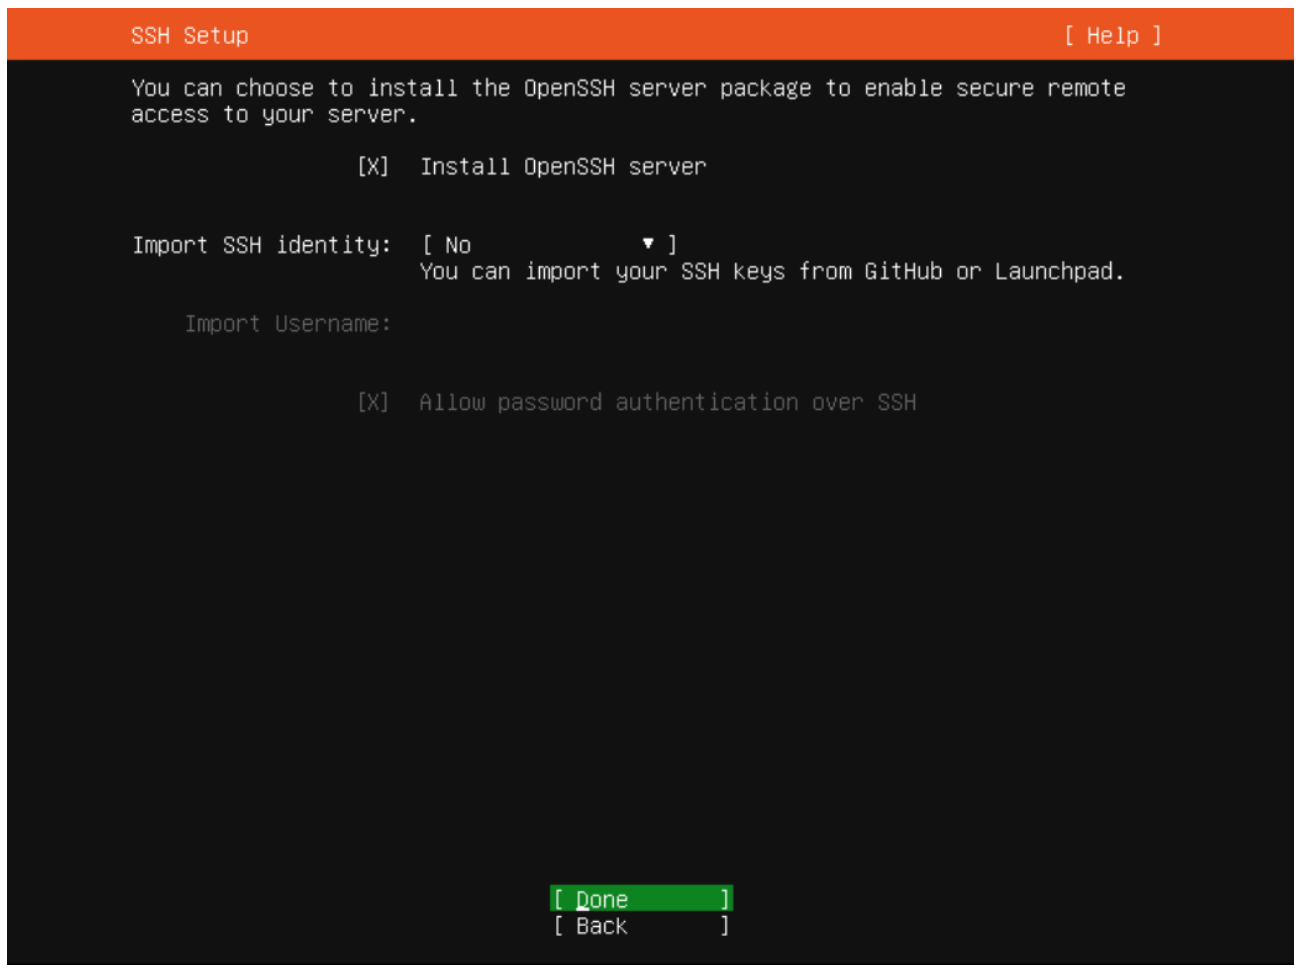 SSH Setup [ Help ]
You can choose to install the OpenSSH server package to enable secure remote
access to your server.
[X] Install OpenSSH server
Import SSH identity: [ No ▾ ]
You can import your SSH keys from GitHub or Launchpad.
Import Username:
[X] Allow password authentication over SSH
[ Done ]
[ Back ]